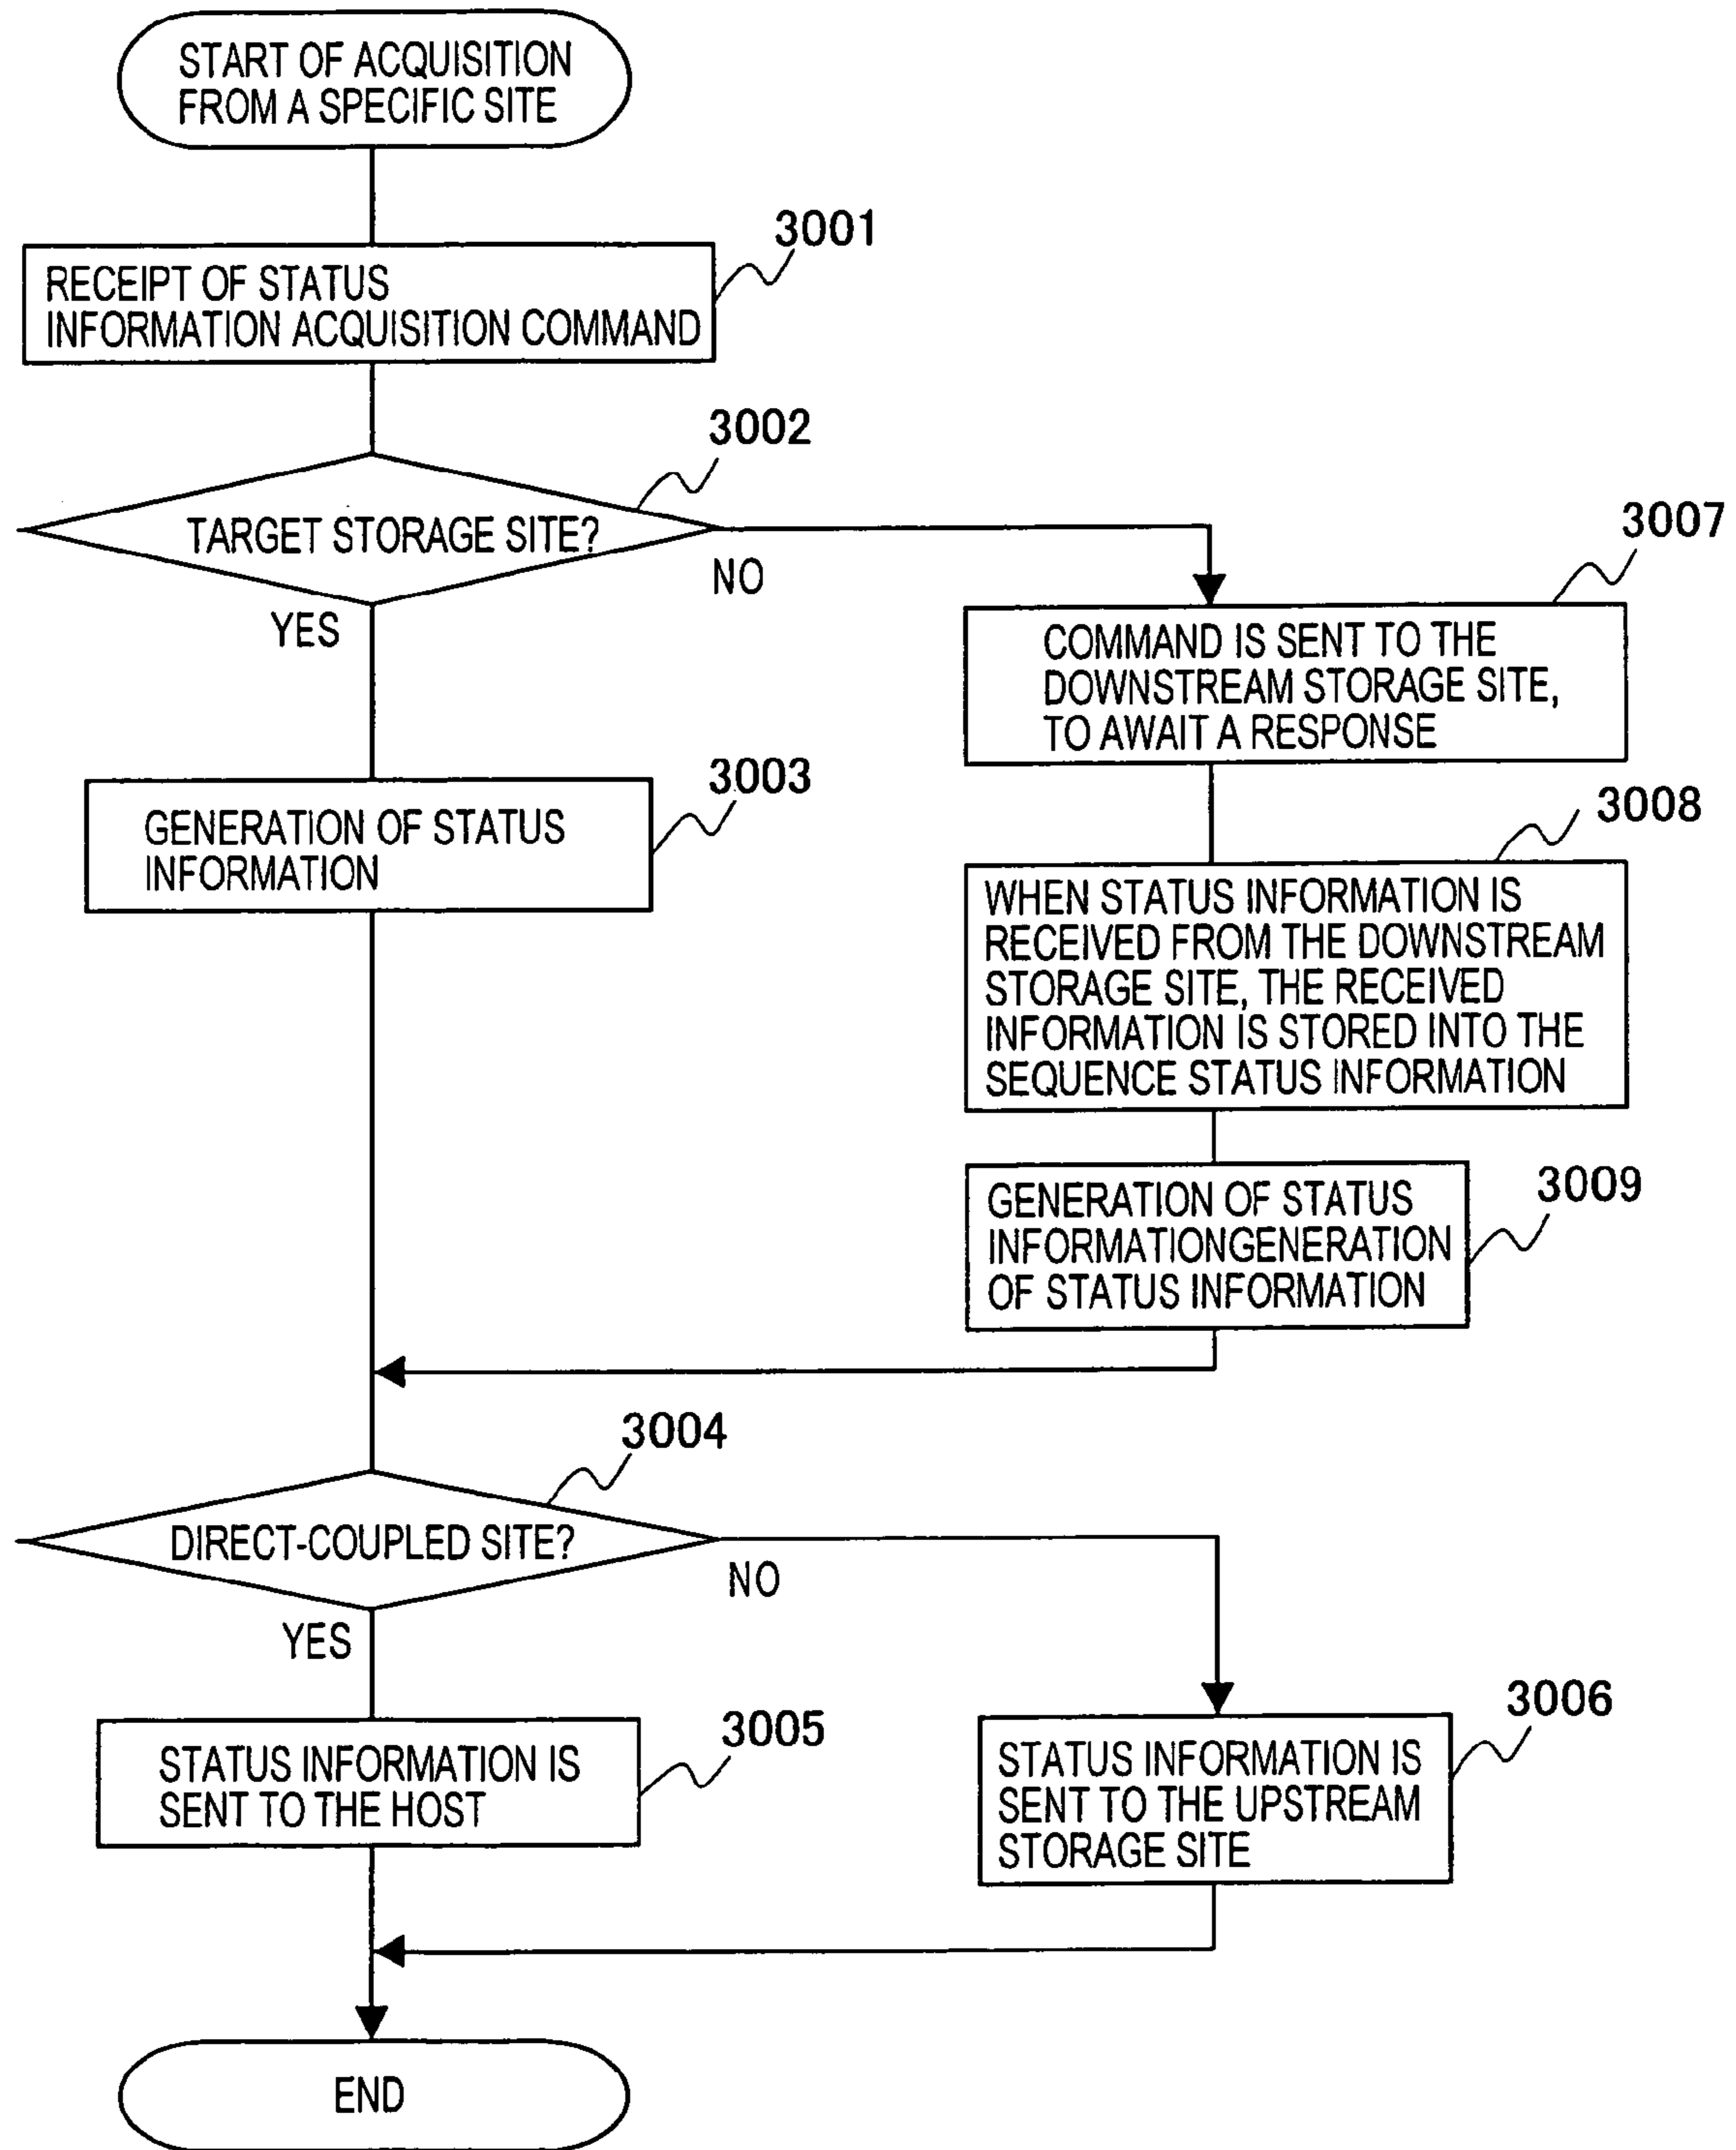 START OF ACQUISITION
FROM A SPECIFIC SITE
3001
RECEIPT OF STATUS
INFORMATION ACQUISITION COMMAND
3002
TARGET STORAGE SITE?
NO
YES
3007
COMMAND IS SENT TO THE
DOWNSTREAM STORAGE SITE,
TO AWAIT A RESPONSE
3003
GENERATION OF STATUS
INFORMATION
3008
WHEN STATUS INFORMATION IS
RECEIVED FROM THE DOWNSTREAM
STORAGE SITE, THE RECEIVED
INFORMATION IS STORED INTO THE
SEQUENCE STATUS INFORMATION
3009
GENERATION OF STATUS
INFORMATIONGENERATION
OF STATUS INFORMATION
3004
DIRECT-COUPLED SITE?
NO
YES
3005
STATUS INFORMATION IS
SENT TO THE HOST
3006
STATUS INFORMATION IS
SENT TO THE UPSTREAM
STORAGE SITE
END